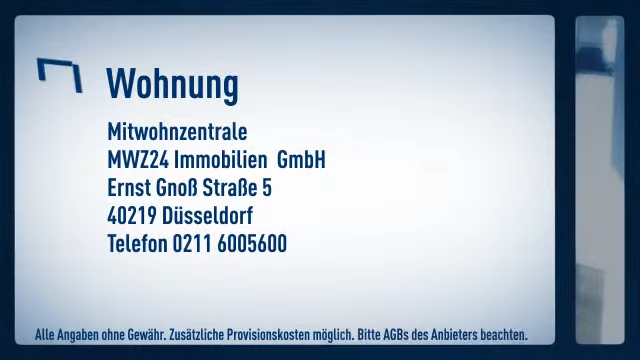 Wohnung
Mitwohnzentrale
MWZ24 Immobilien GmbH
Ernst Gnoß Straße 5
40219 Düsseldorf
Telefon 0211 6005600
Alle Angaben ohne Gewähr. Zusätzliche Provisionskosten möglich. Bitte AGBs des Anbieters beachten.